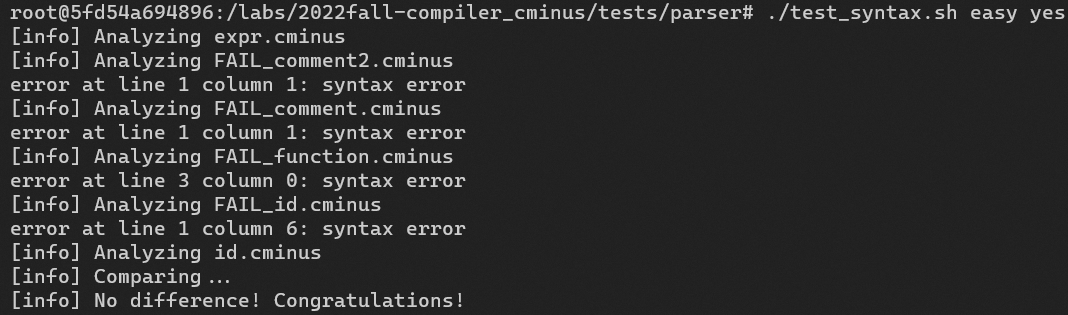 root@5fd54a694896:/labs/2022fall-compiler_cminus/tests/parser# ./test_syntax.sh easy yes
[info] Analyzing expr.cminus
[info] Analyzing FAIL_comment2.cminus
error at line 1 column 1: syntax error
[info] Analyzing FAIL_comment.cminus
error at line 1 column 1: syntax error
[info] Analyzing FAIL_function.cminus
error at line 3 column 0: syntax error
[info] Analyzing FAIL_id.cminus
error at line 1 column 6: syntax error
[info] Analyzing id.cminus
[info] Comparing...
[info] No difference! Congratulations!